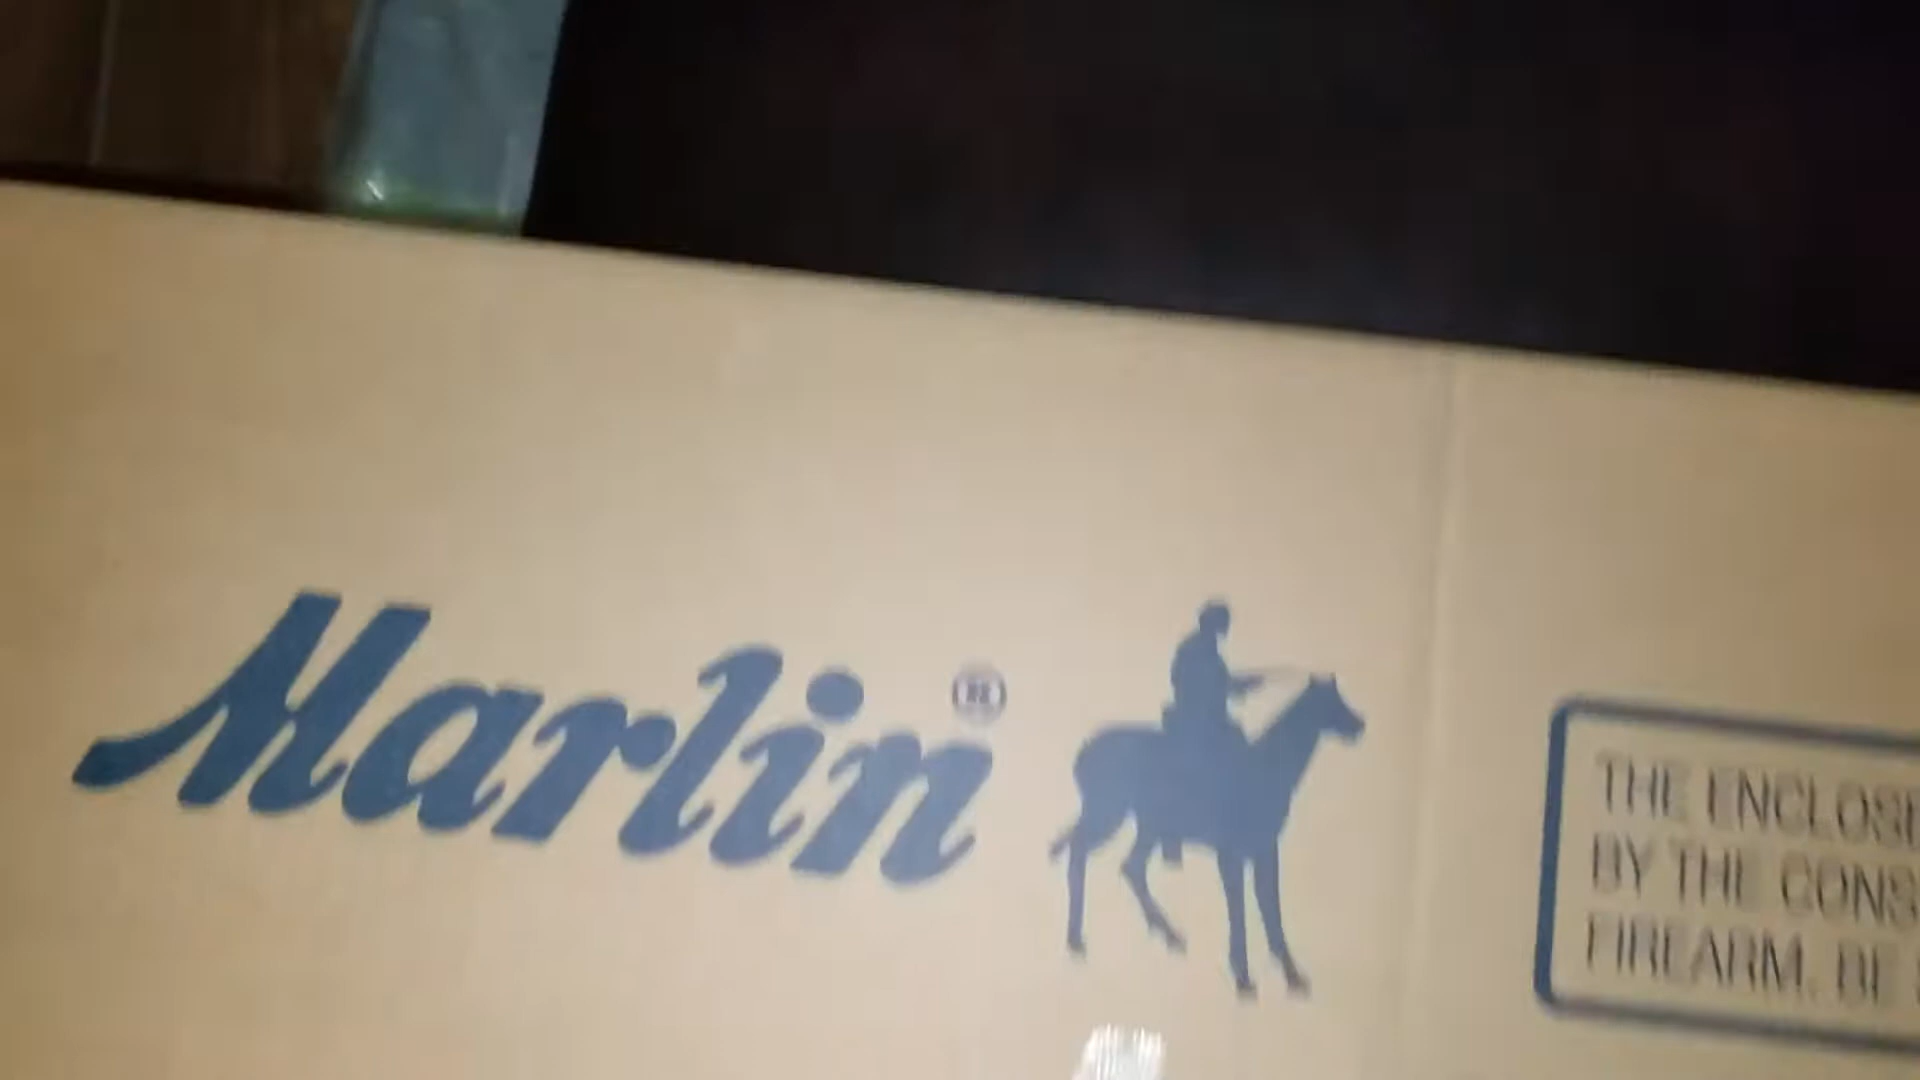 Marlin®
THE ENCLOSE
BY THE CONS
FIREARM. BE